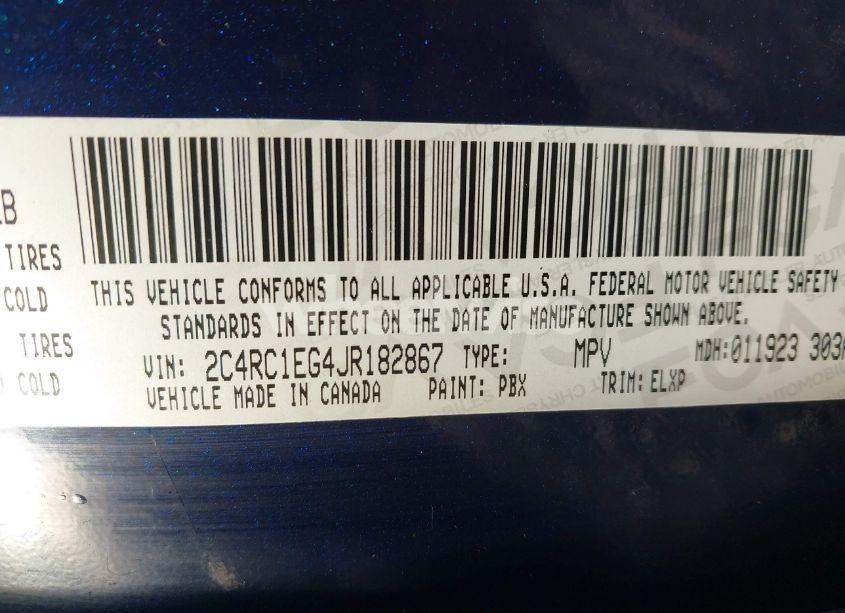 LB
TIRES
COLD
TIRES
COLD
THIS VEHICLE CONFORMS TO ALL APPLICABLE U.S.A. FEDERAL MOTOR VEHICLE SAFETY
STANDARDS IN EFFECT ON THE DATE OF MANUFACTURE SHOWN ABOVE.
VIN: 2C4RC1EG4JR182867 TYPE: MPV MDH:011923 303
VEHICLE MADE IN CANADA PAINT: PBX TRIM: ELXP